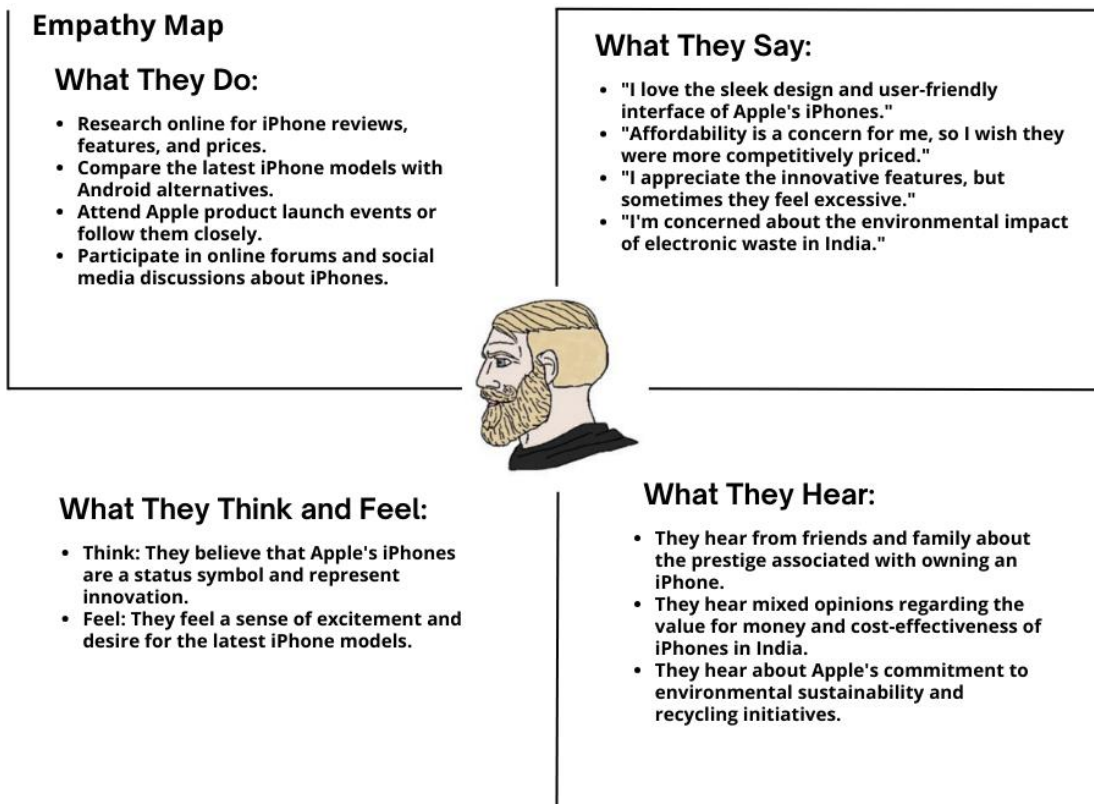 Empathy Map
What They Do:
• Research online for iPhone reviews,
features, and prices.
• Compare the latest iPhone models with
Android alternatives.
• Attend Apple product launch events or
follow them closely.
• Participate in online forums and social
media discussions about iPhones.
What They Say:
• "I love the sleek design and user-friendly
interface of Apple's iPhones."
• "Affordability is a concern for me, so I wish they
were more competitively priced."
• "I appreciate the innovative features, but
sometimes they feel excessive."
• "I'm concerned about the environmental impact
of electronic waste in India."
What They Think and Feel:
• Think: They believe that Apple's iPhones
are a status symbol and represent
innovation.
• Feel: They feel a sense of excitement and
desire for the latest iPhone models.
What They Hear:
• They hear from friends and family about
the prestige associated with owning an
iPhone.
• They hear mixed opinions regarding the
value for money and cost-effectiveness of
iPhones in India.
• They hear about Apple's commitment to
environmental sustainability and
recycling initiatives.